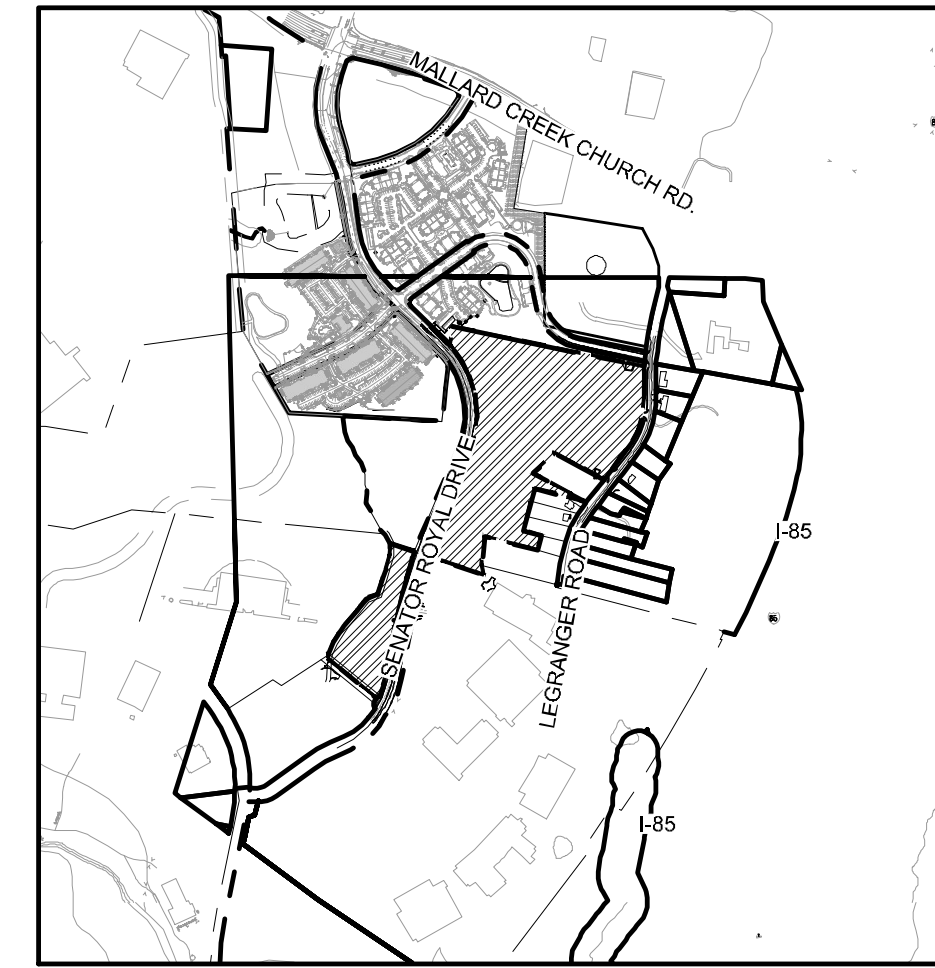 MALLARD CREEK CHURCH RD.
SENATOR ROYAL DRIVE
I-85
LEGRANGER ROAD
I-85